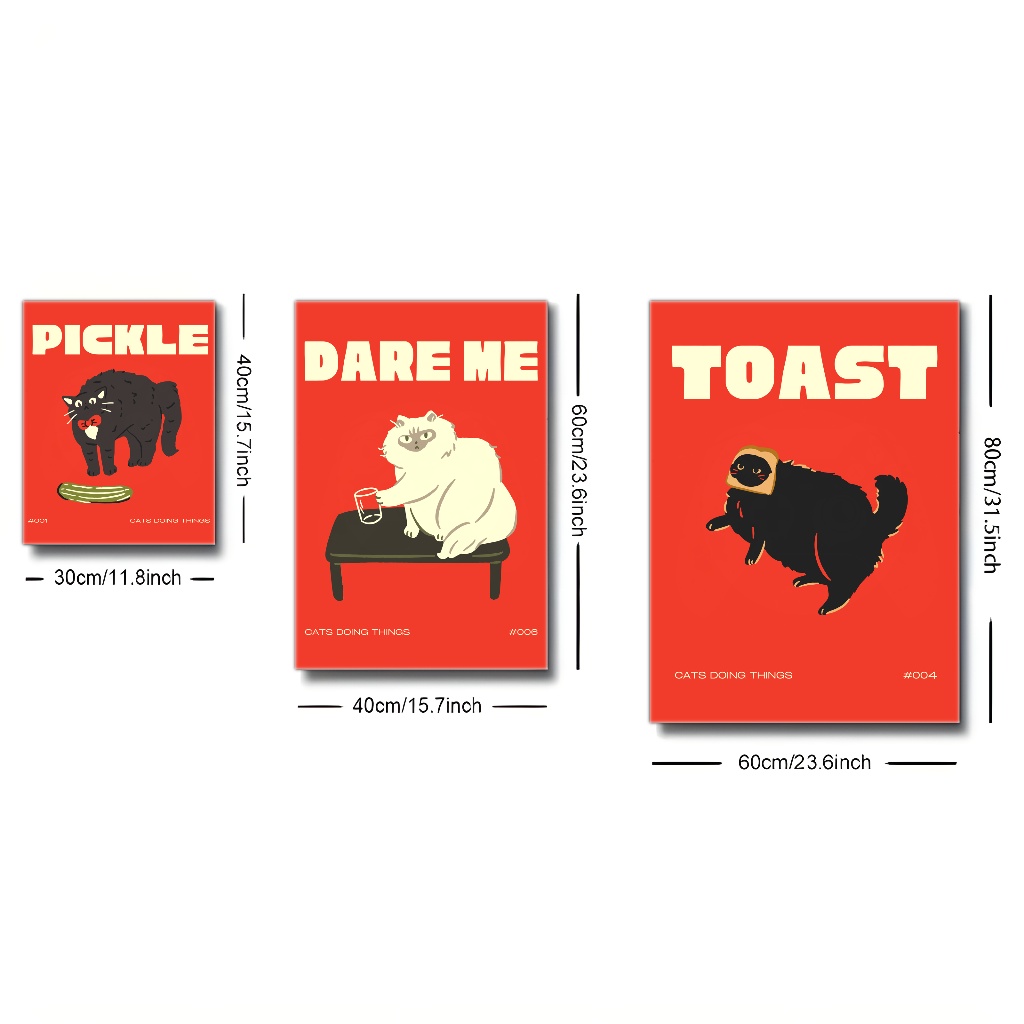 PICKLE
#001
CATS DOING THINGS
40cm/15.7inch
30cm/11.8inch
DARE ME
CATS DOING THINGS
#006
60cm/23.6inch
40cm/15.7inch
TOAST
CATS DOING THINGS
#004
80cm/31.5inch
60cm/23.6inch